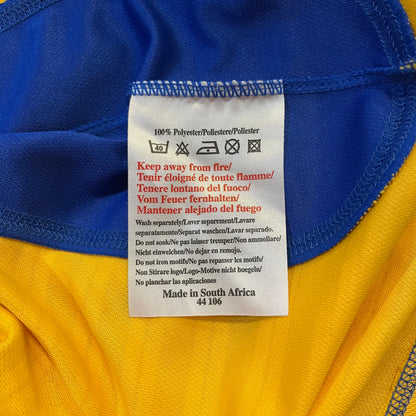 100% Polyester/Poliestere/Poliester
40
Keep away from fire/
Tenir éloigné de toute flamme/
Tenere lontano del fuoco/
Vom Feuer fernhalten/
Mantener alejado del fuego
Wash separately/Laver separement/Lavare
separatamente/Separat waschen/Lavar separado
Do not soak/Ne pas laisser tremper/Non ammollare/
Nicht einweichen/No dejar en remojo
Do not iron motifs/Ne pas repasser les motifs
Non Stirare logo/Logo-Motive nicht buegeln/
No planchar las aplicaciones
Made in South Africa
44 106